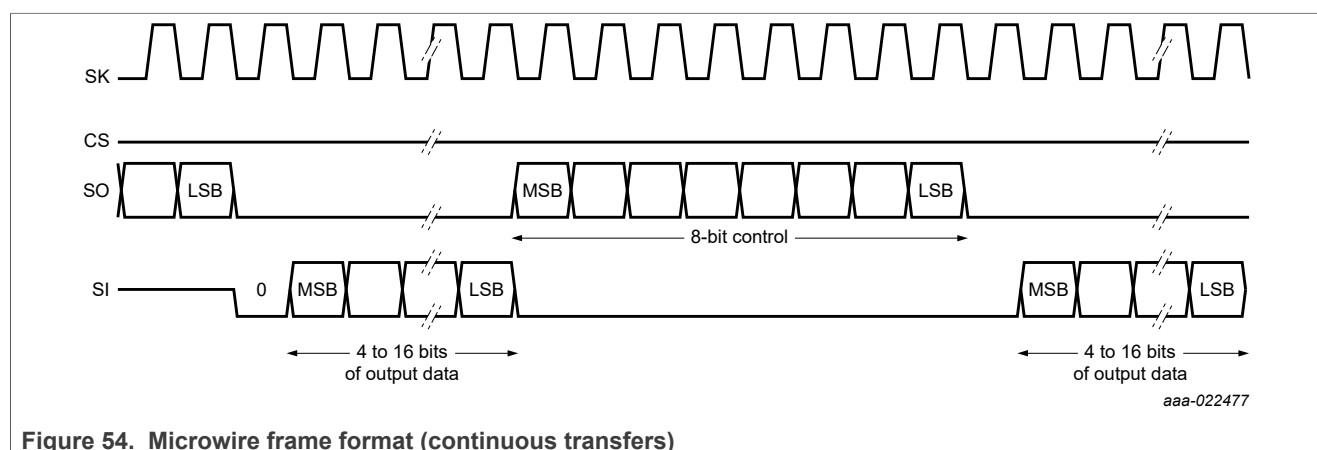 SK
CS
SO
LSB
MSB
LSB
8-bit control
SI
0
MSB
LSB
MSB
LSB
4 to 16 bits
of output data
4 to 16 bits
of output data
aaa-022477
Figure 54. Microwire frame format (continuous transfers)